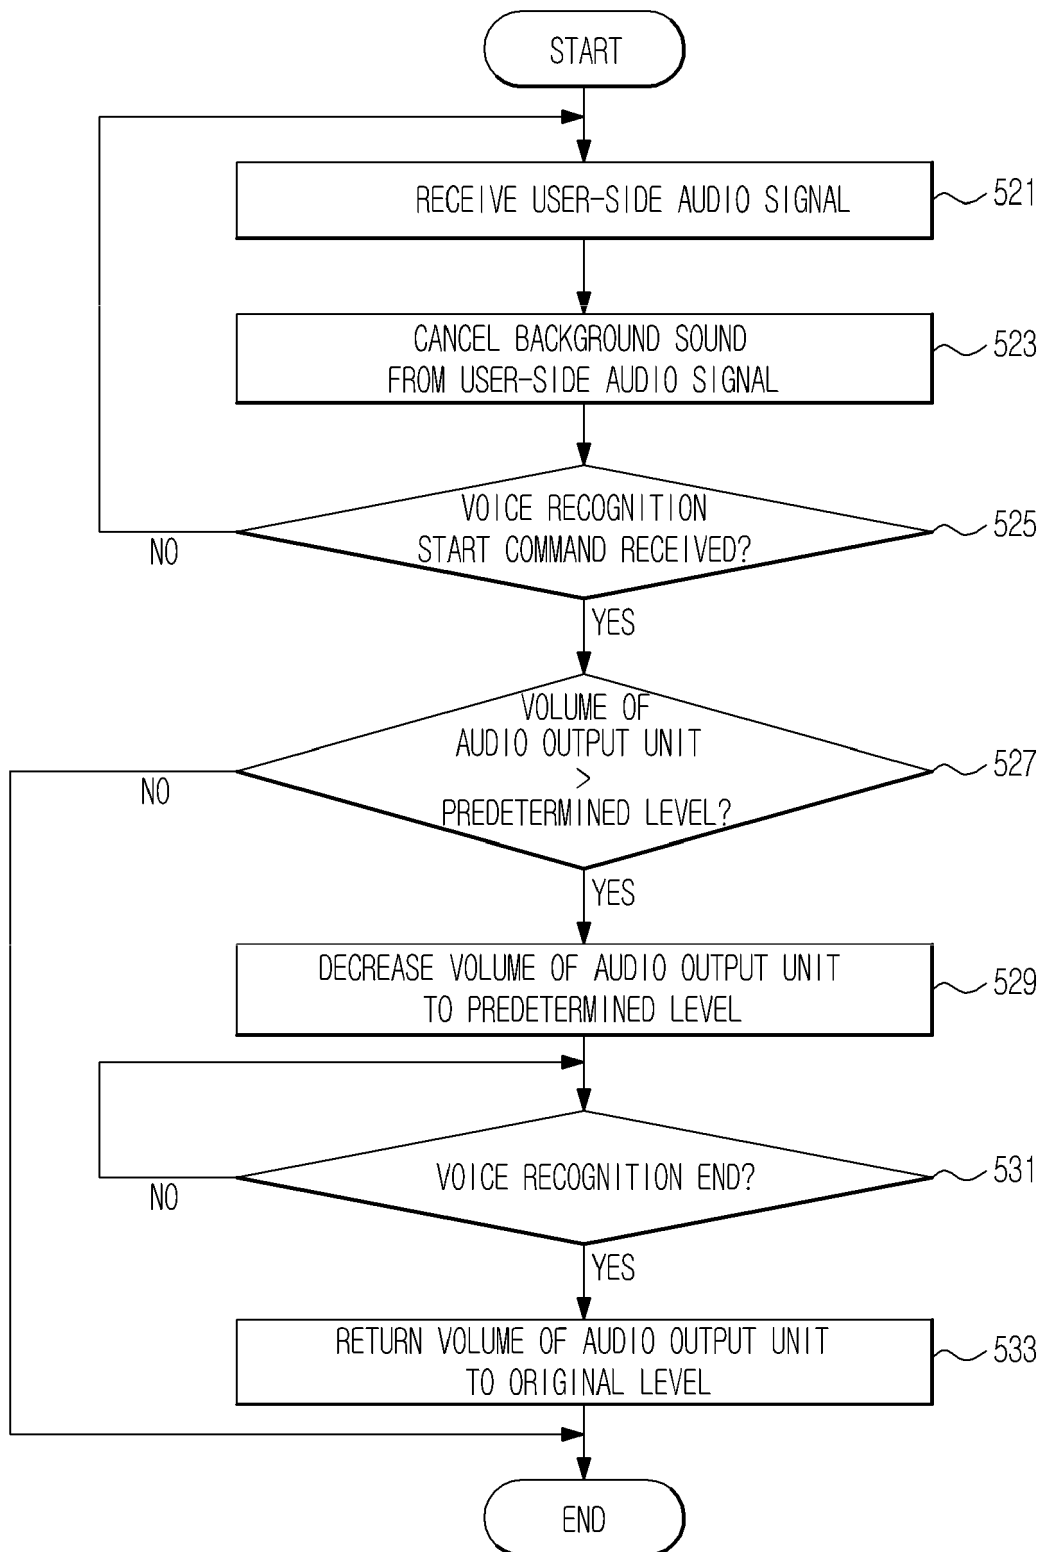 START
RECEIVE USER-SIDE AUDIO SIGNAL
521
CANCEL BACKGROUND SOUND
FROM USER-SIDE AUDIO SIGNAL
523
VOICE RECOGNITION
START COMMAND RECEIVED?
525
NO
YES
VOLUME OF
AUDIO OUTPUT UNIT
>
PREDETERMINED LEVEL?
527
NO
YES
DECREASE VOLUME OF AUDIO OUTPUT UNIT
TO PREDETERMINED LEVEL
529
VOICE RECOGNITION END?
531
NO
YES
RETURN VOLUME OF AUDIO OUTPUT UNIT
TO ORIGINAL LEVEL
533
END